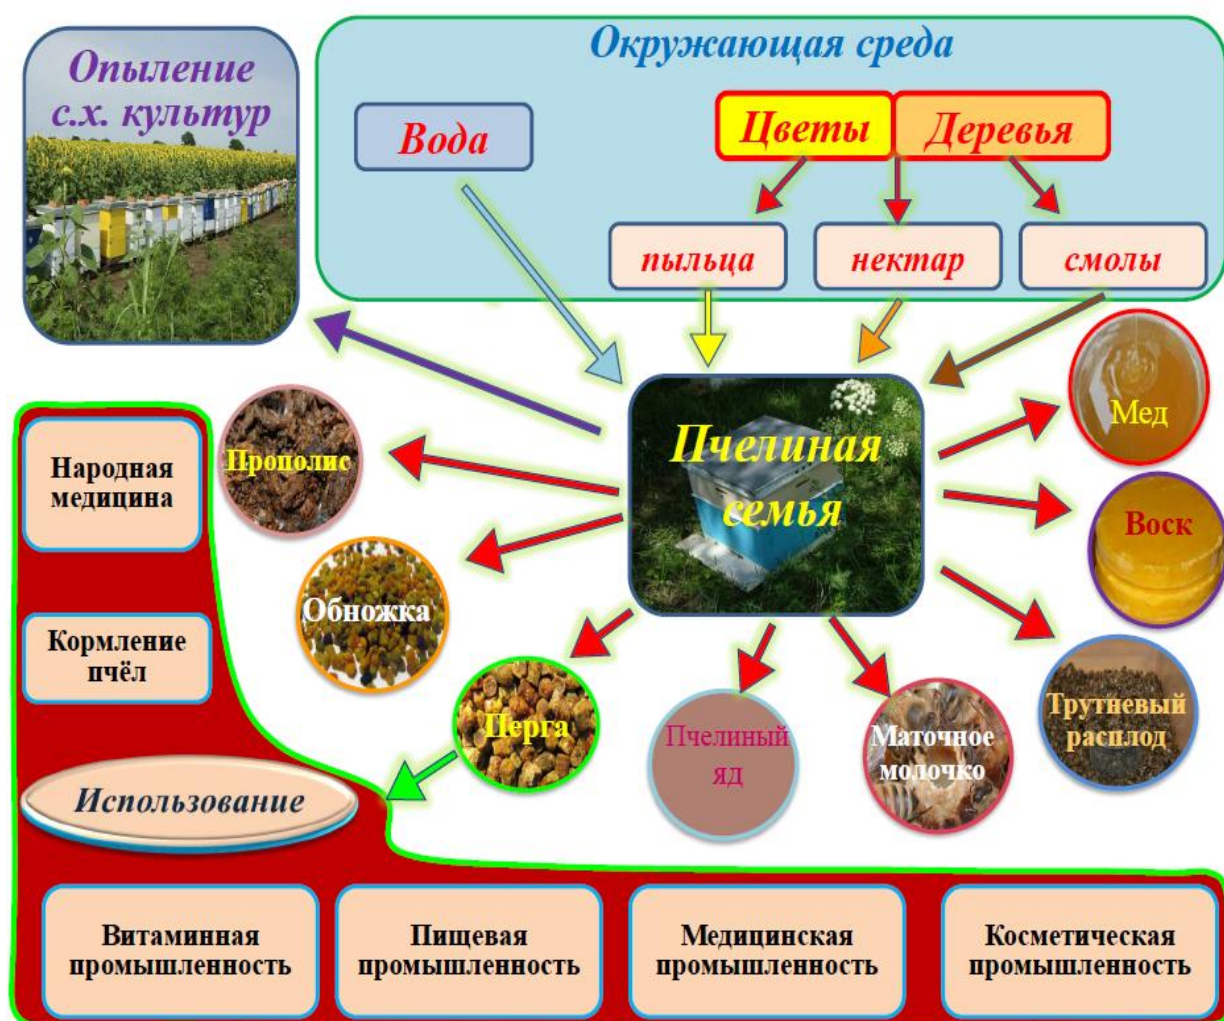 Опыление
с.х. культур
Окружающая среда
Вода
Цветы
Деревья
пыльца
нектар
смолы
Пчелиная
семья
Мед
Воск
Трутневый
расплод
Маточное
молочко
Пчелиный
яд
Перга
Обножка
Прополис
Народная
медицина
Кормление
пчёл
Использование
Витаминная
промышленность
Пищевая
промышленность
Медицинская
промышленность
Косметическая
промышленность